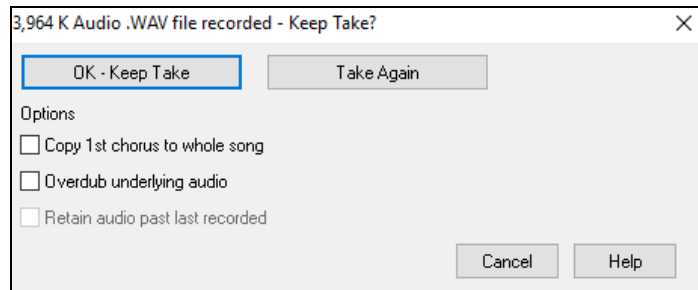 3,964 K Audio .WAV file recorded - Keep Take?
OK - Keep Take
Take Again
Options
Copy 1st chorus to whole song
Overdub underlying audio
Retain audio past last recorded
Cancel
Help